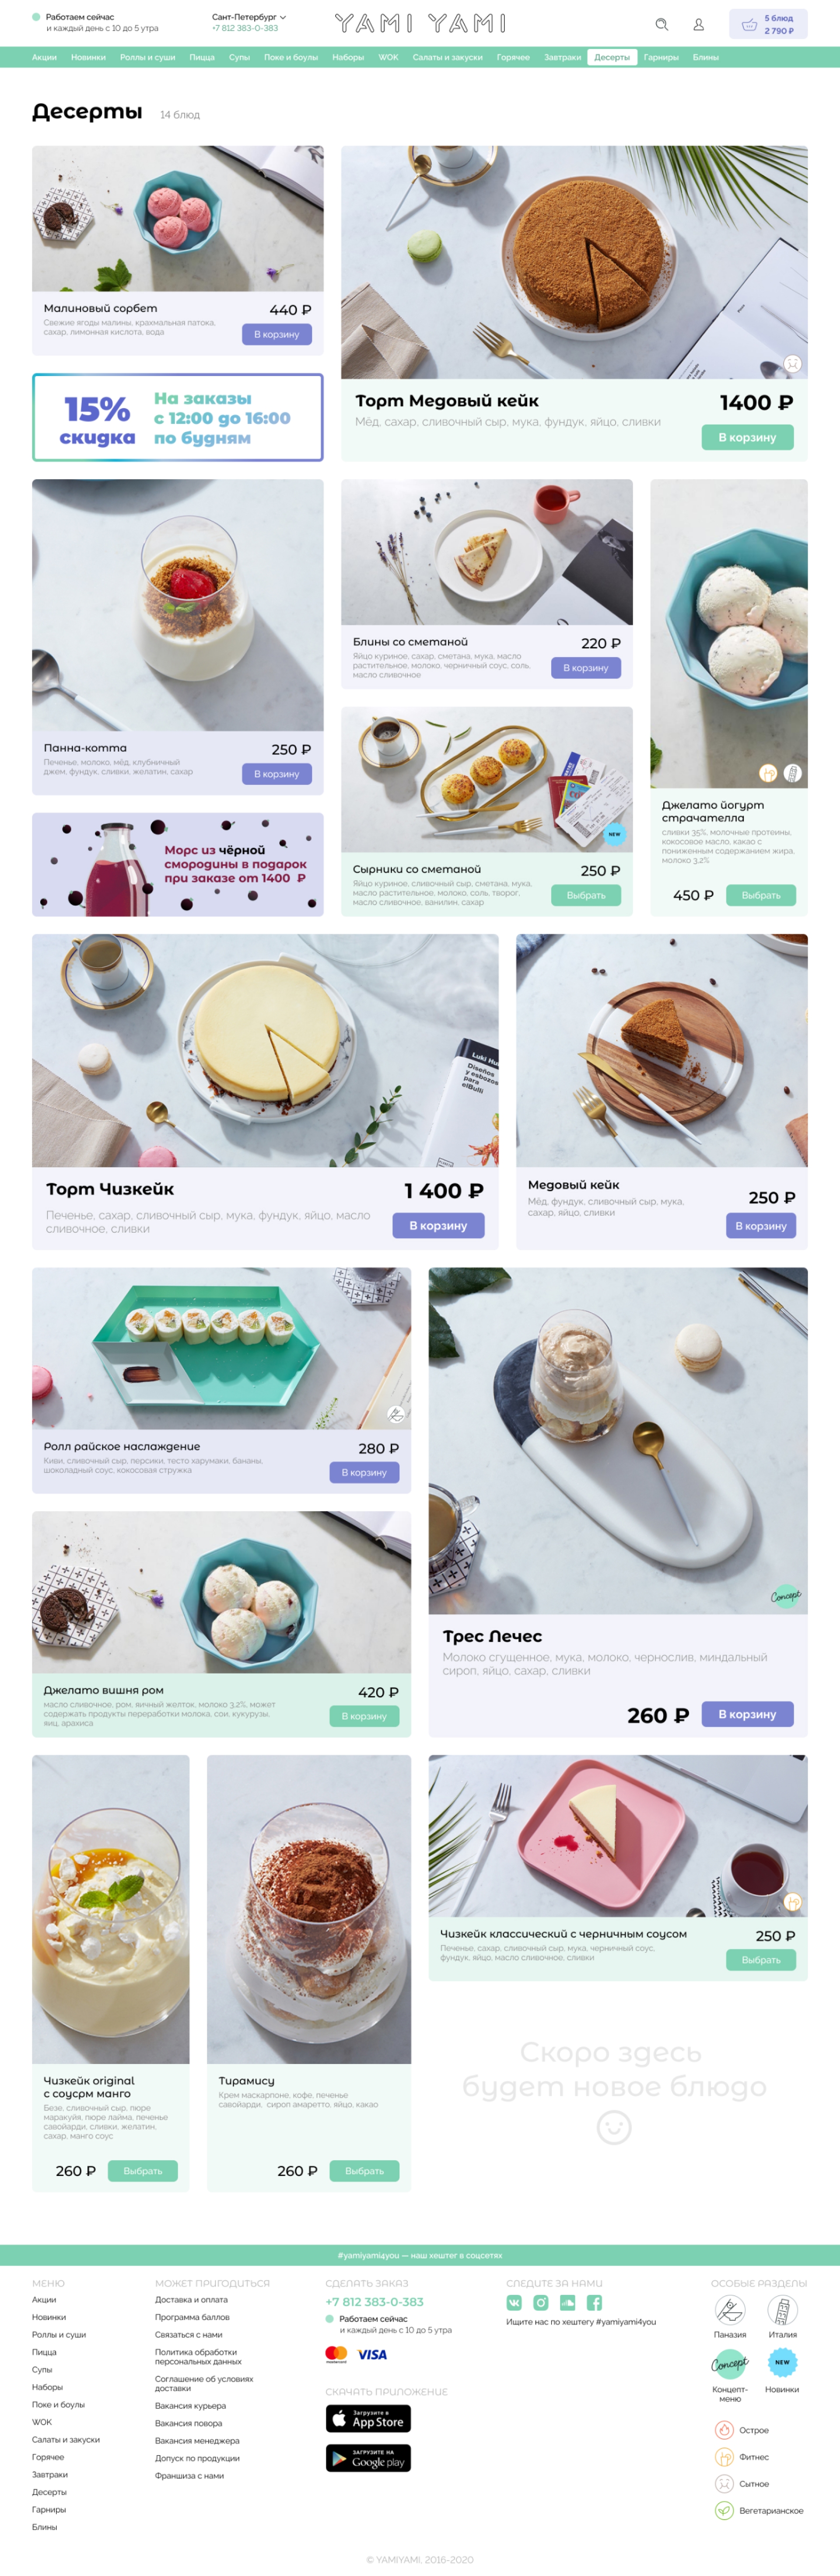 Работаем сейчас
и каждый день с 10 до 5 утра
Сант-Петербург
+7 812 383-0-383
YAMI YAMI
5 блюд
2 790 ₽
Акции Новинки Роллы и суши Пицца Супы Поке и боулы Наборы WOK Салаты и закуски Горячее Завтраки Десерты Гарниры Блины
Десерты 14 блюд
Малиновый сорбет
440 ₽
Свежие ягоды малины, крахмальная патока,
сахар, лимонная кислота, вода
В корзину
15%
скидка
На заказы
с 12:00 до 16:00
по будням
Торт Медовый кейк
1400 ₽
Мёд, сахар, сливочный сыр, мука, фундук, яйцо, сливки
В корзину
Панна-котта
250 ₽
Печенье, молоко, мёд, клубничный
джем, фундук, сливки, желатин, сахар
В корзину
Блины со сметаной
220 ₽
Яйцо куриное, сахар, сметана, мука, масло
растительное, молоко, черничный соус, соль,
масло сливочное
В корзину
NEW
Сырники со сметаной
250 ₽
Яйцо куриное, сливочный сыр, сметана, мука,
масло растительное, молоко, соль, творог,
масло сливочное, ванилин, сахар
Выбрать
Джелато йогурт
страчателла
сливки 35%, молочные протеины,
кокосовое масло, какао с
пониженным содержанием жира,
молоко 3,2%
450 ₽
Выбрать
Морс из чёрной
смородины в подарок
при заказе от 1400 ₽
Luki Hu
Diseños
y esbozos
para
elBulli
Торт Чизкейк
1 400 ₽
Печенье, сахар, сливочный сыр, мука, фундук, яйцо, масло
сливочное, сливки
В корзину
Медовый кейк
250 ₽
Мёд, фундук, сливочный сыр, мука,
сахар, яйцо, сливки
В корзину
Ролл райское наслаждение
280 ₽
Киви, сливочный сыр, персики, тесто харумаки, бананы,
шоколадный соус, кокосовая стружка
В корзину
Concept
Трес Лечес
Молоко сгущенное, мука, молоко, чернослив, миндальный
сироп, яйцо, сахар, сливки
260 ₽
В корзину
Джелато вишня ром
420 ₽
масло сливочное, ром, яичный желток, молоко 3,2%, может
содержать продукты переработки молока, сои, кукурузы,
яиц, арахиса
В корзину
Чизкейк original
с соусрм манго
Безе, сливочный сыр, пюре
маракуйя, пюре лайма, печенье
савойарди, сливки, желатин,
сахар, манго соус
260 ₽
Выбрать
Тирамису
Крем маскарпоне, кофе, печенье
савойарди, сироп амаретто, яйцо, какао
260 ₽
Выбрать
Чизкейк классический с черничным соусом
250 ₽
Печенье, сахар, сливочный сыр, мука, черничный соус,
фундук, яйцо, масло сливочное, сливки
Выбрать
Скоро здесь
будет новое блюдо
#yamiyami4you — наш хештег в соцсетях
МЕНЮ
Акции
Новинки
Роллы и суши
Пицца
Супы
Наборы
Поке и боулы
WOK
Салаты и закуски
Горячее
Завтраки
Десерты
Гарниры
Блины
МОЖЕТ ПРИГОДИТЬСЯ
Доставка и оплата
Программа баллов
Связаться с нами
Политика обработки
персональных данных
Соглашение об условиях
доставки
Вакансия курьера
Вакансия повора
Вакансия менеджера
Допуск по продукции
Франшиза с нами
СДЕЛАТЬ ЗАКАЗ
+7 812 383-0-383
Работаем сейчас
и каждый день с 10 до 5 утра
mastercard VISA
СКАЧАТЬ ПРИЛОЖЕНИЕ
Загрузите в
App Store
ЗАГРУЗИТЕ НА
Google play
СЛЕДИТЕ ЗА НАМИ
Ищите нас по хештегу #yamiyami4you
ОСОБЫЕ РАЗДЕЛЫ
Паназия
Италия
Concept
NEW
Концепт-
меню
Новинки
Острое
Фитнес
Сытное
Вегетарианское
© YAMIYAMI. 2016-2020